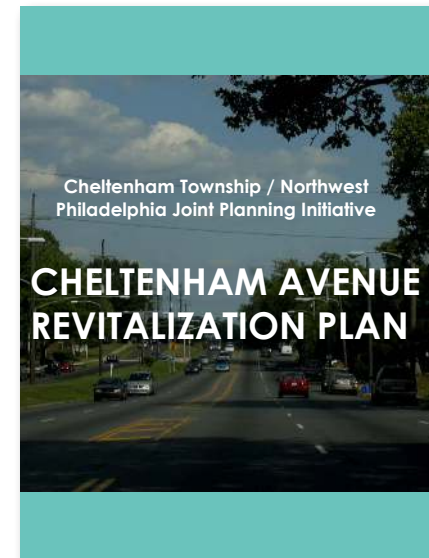 Cheltenham Township / Northwest
Philadelphia Joint Planning Initiative
CHELTENHAM AVENUE
REVITALIZATION PLAN